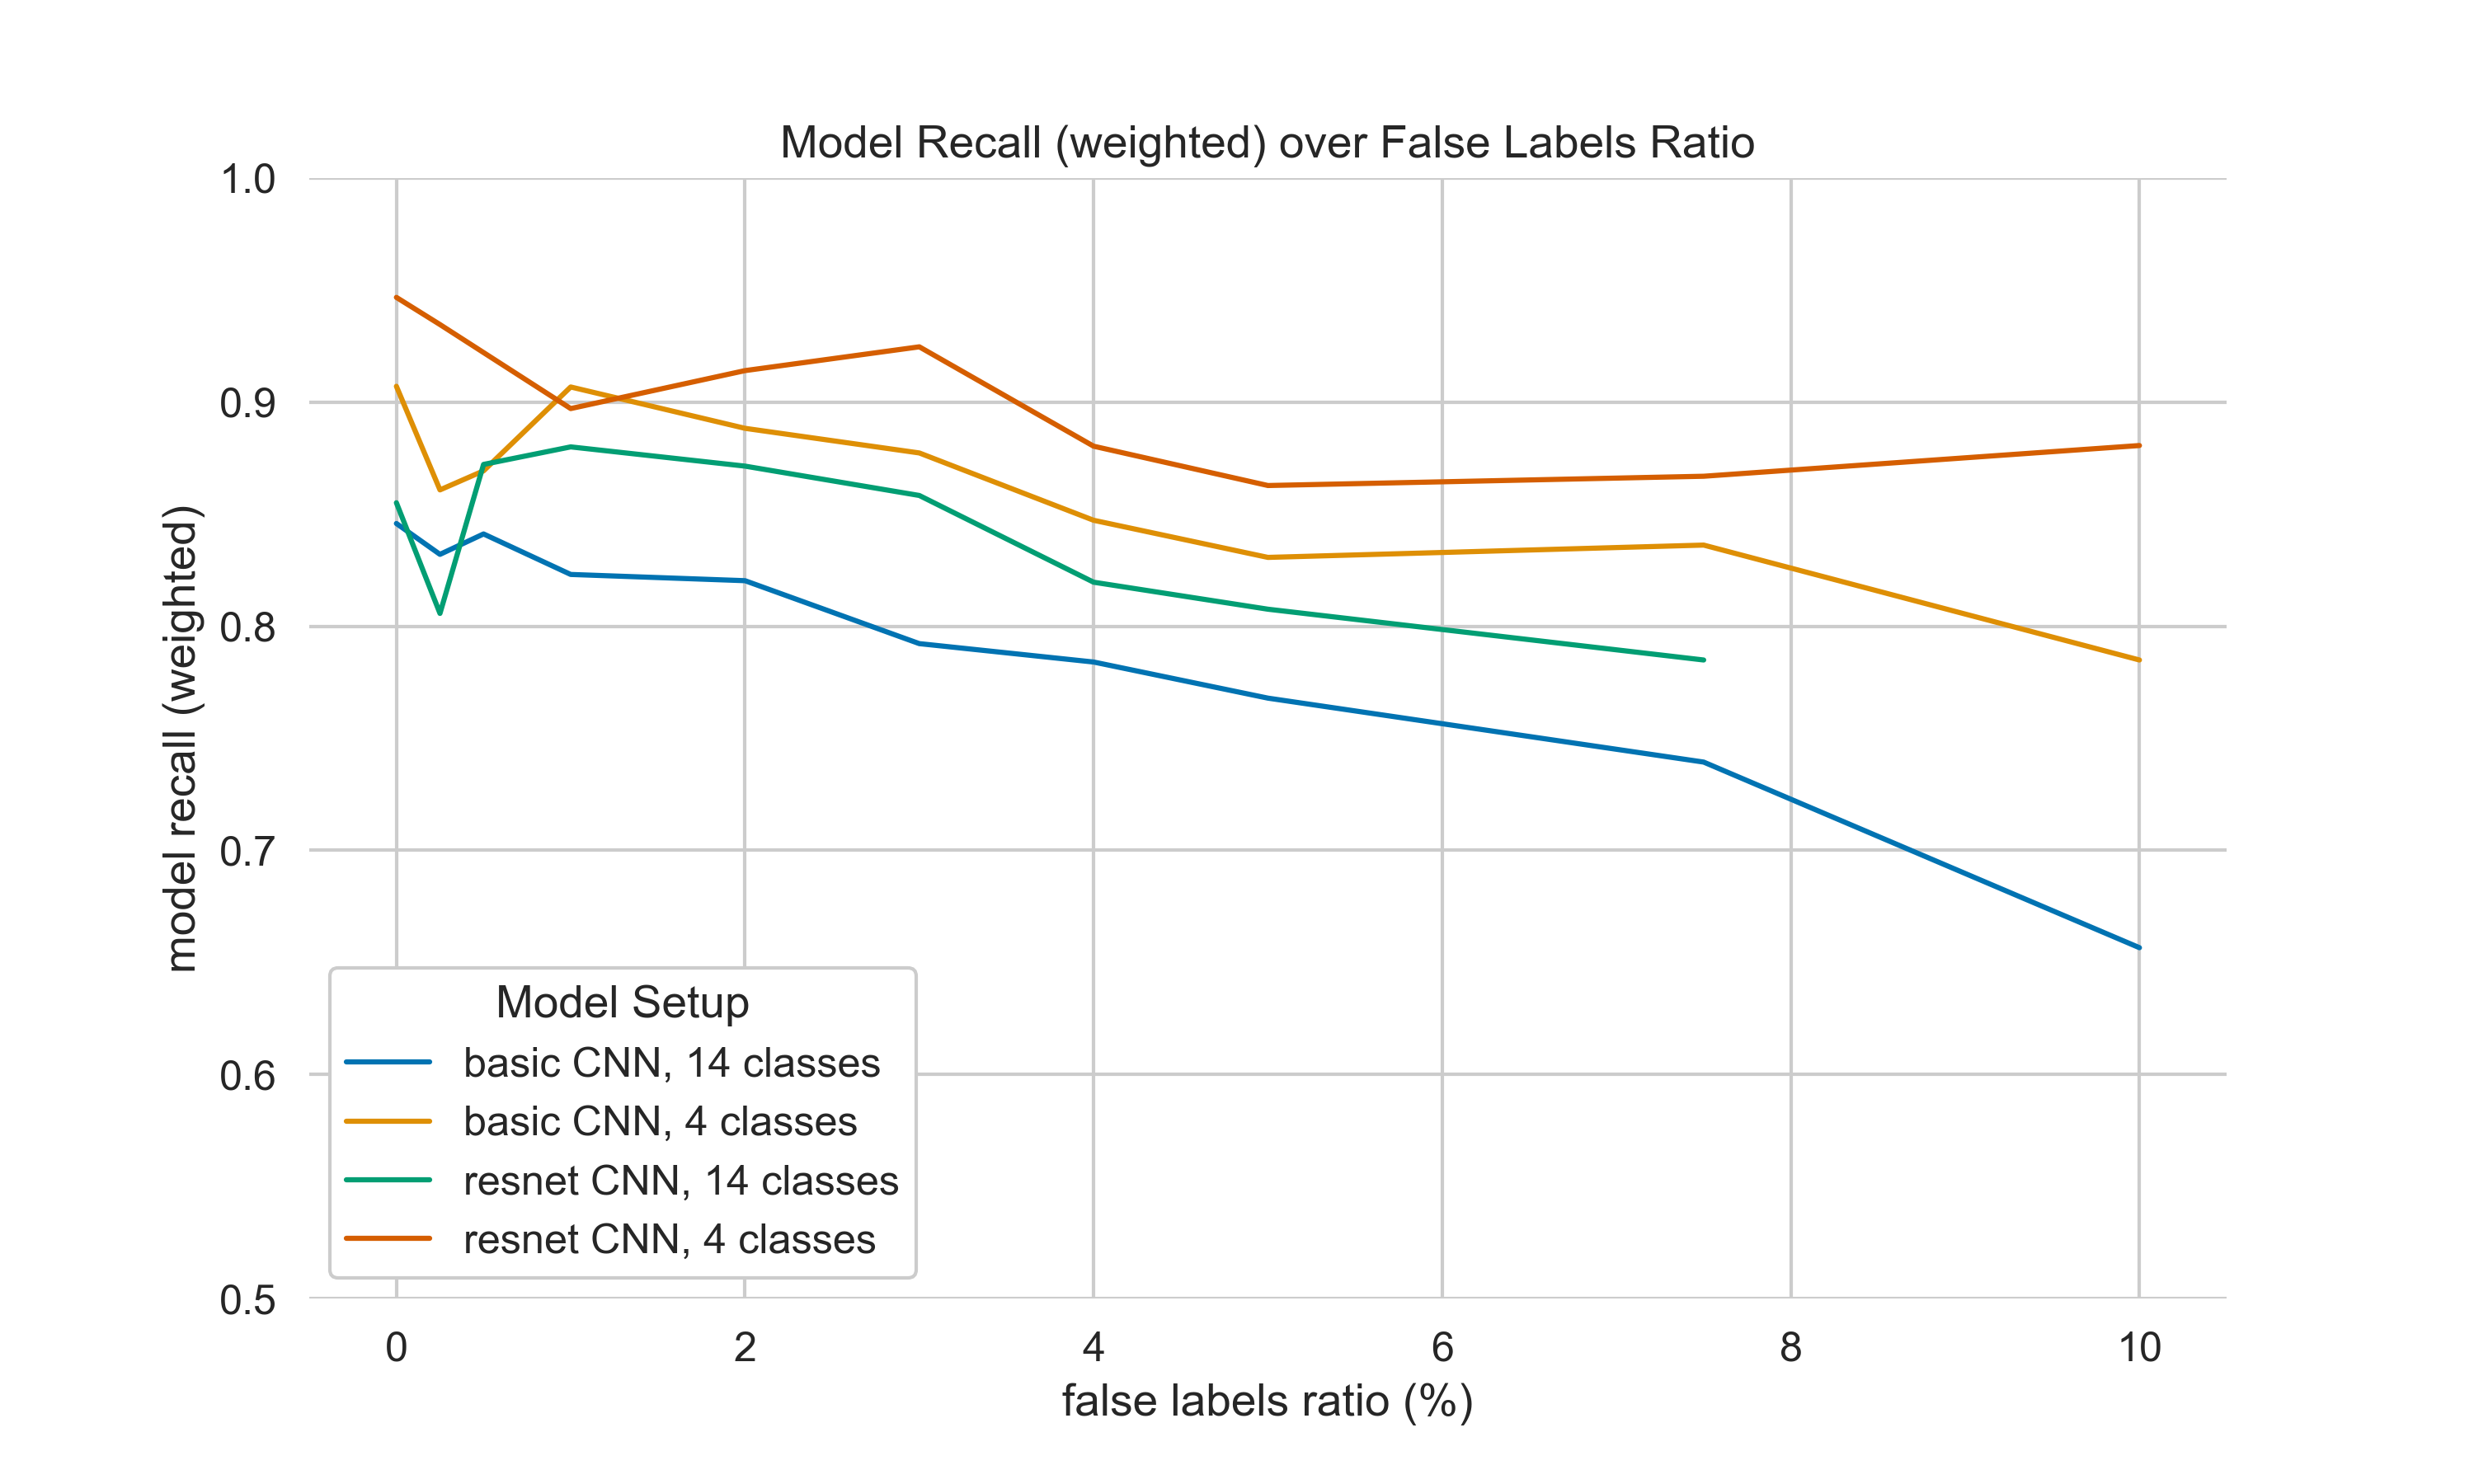 Model Recall (weighted) over False Labels Ratio
1.0
0.9
0.8
0.7
0.6
0.5
model recall (weighted)
Model Setup
basic CNN, 14 classes
basic CNN, 4 classes
resnet CNN, 14 classes
resnet CNN, 4 classes
0 2 4 6 8 10
false labels ratio (%)